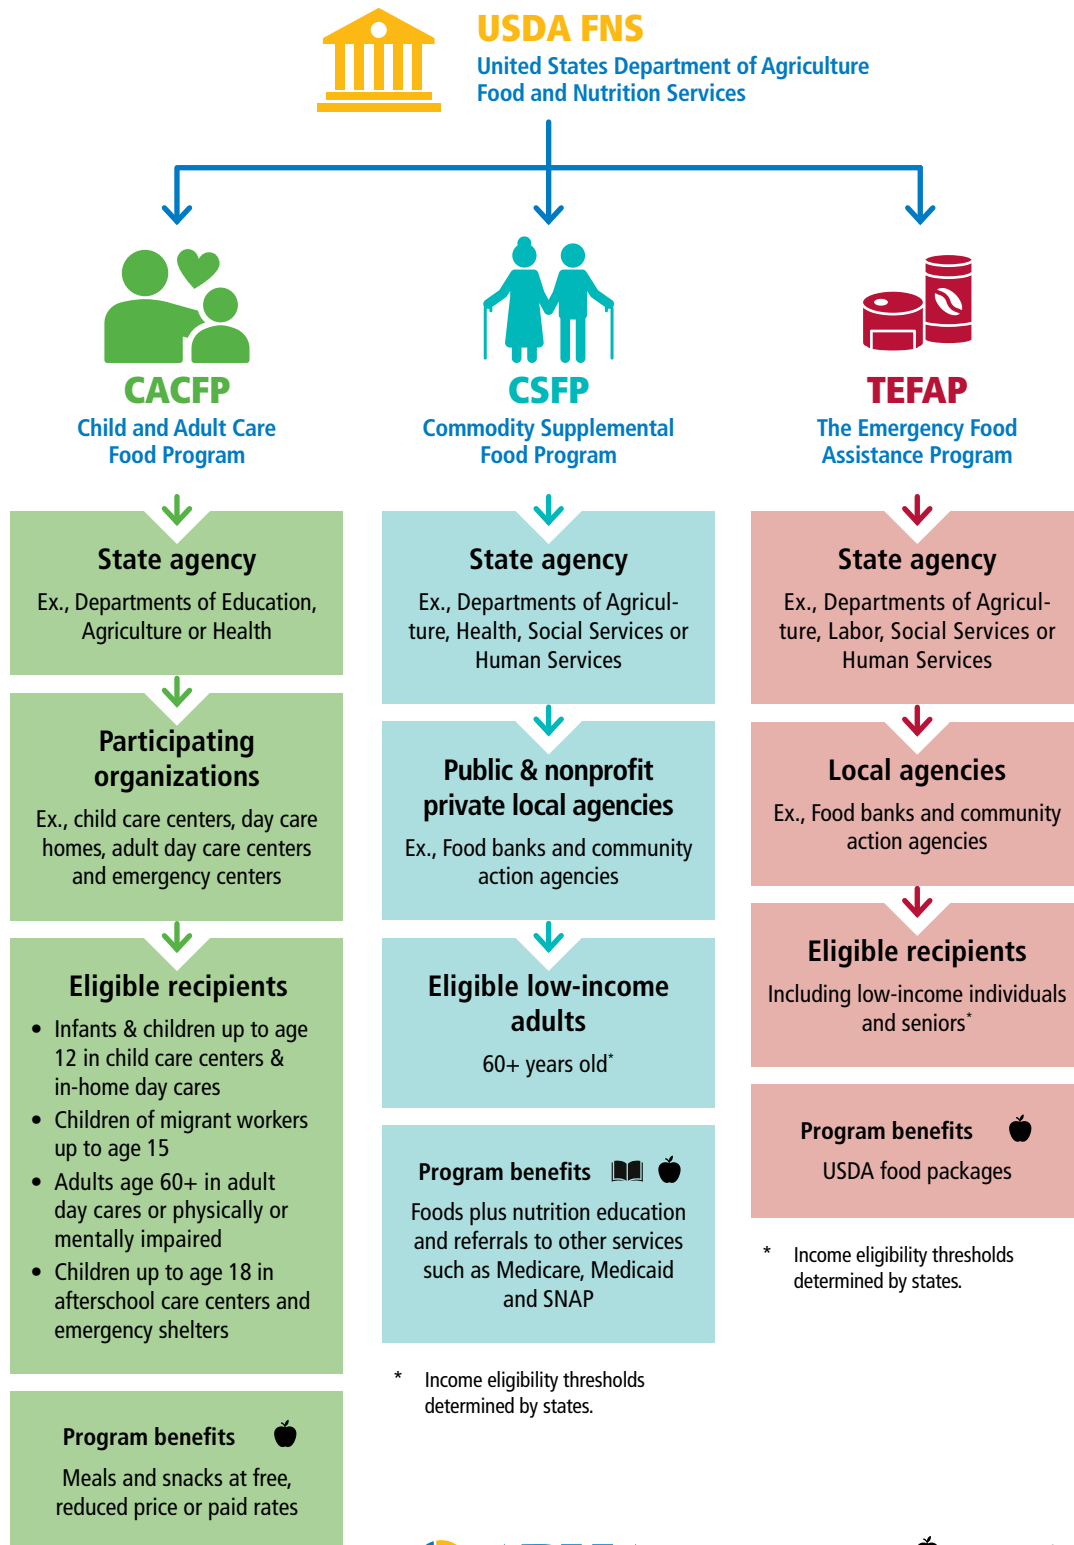 USDA FNS
United States Department of Agriculture
Food and Nutrition Services
CACFP
Child and Adult Care
Food Program
State agency
Ex., Departments of Education,
Agriculture or Health
Participating
organizations
Ex., child care centers, day care
homes, adult day care centers
and emergency centers
Eligible recipients
• Infants & children up to age
12 in child care centers &
in-home day cares
• Children of migrant workers
up to age 15
• Adults age 60+ in adult
day cares or physically or
mentally impaired
• Children up to age 18 in
afterschool care centers and
emergency shelters
Program benefits
Meals and snacks at free,
reduced price or paid rates
CSFP
Commodity Supplemental
Food Program
State agency
Ex., Departments of Agricul-
ture, Health, Social Services or
Human Services
Public & nonprofit
private local agencies
Ex., Food banks and community
action agencies
Eligible low-income
adults
60+ years old*
Program benefits
Foods plus nutrition education
and referrals to other services
such as Medicare, Medicaid
and SNAP
* Income eligibility thresholds
determined by states.
TEFAP
The Emergency Food
Assistance Program
State agency
Ex., Departments of Agricul-
ture, Labor, Social Services or
Human Services
Local agencies
Ex., Food banks and community
action agencies
Eligible recipients
Including low-income individuals
and seniors*
Program benefits
USDA food packages
* Income eligibility thresholds
determined by states.